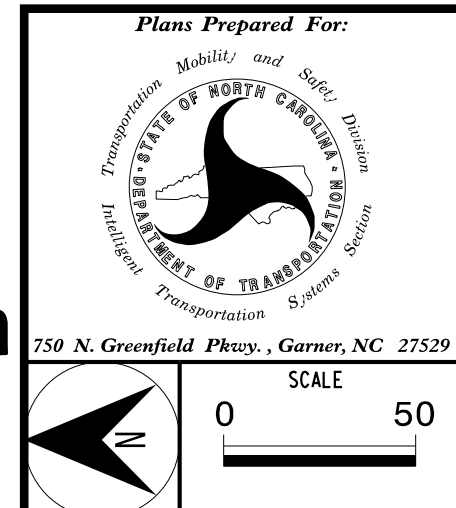 Plans Prepared For:
Transportation Mobility and Safety Division
STATE OF NORTH CAROLINA
DEPARTMENT OF TRANSPORTATION
Intelligent Transportation Systems Section
750 N. Greenfield Pkwy. , Garner, NC 27529
N
SCALE
0 50